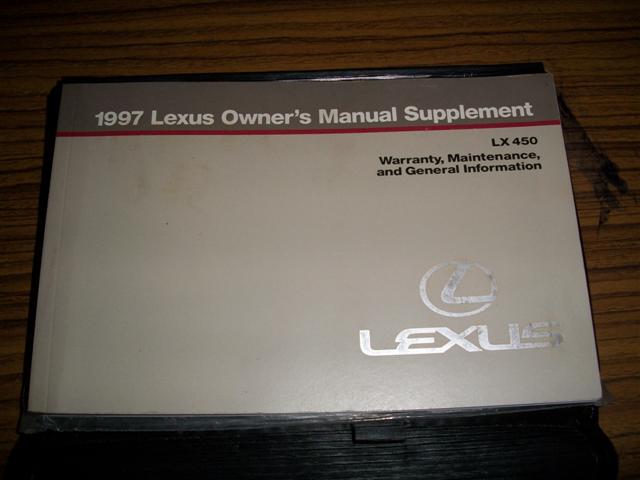 1997 Lexus Owner's Manual Supplement
LX 450
Warranty, Maintenance,
and General Information
LEXUS